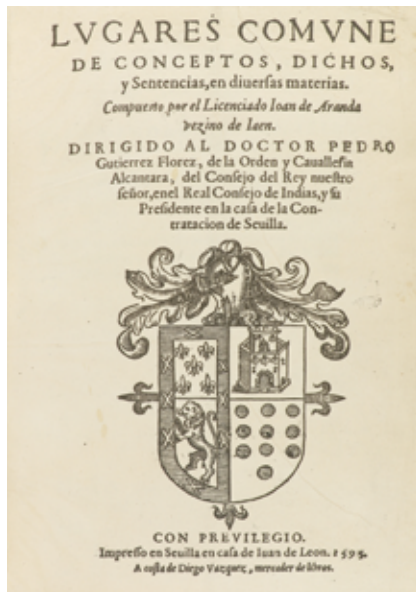 LVGARES COMVNE
DE CONCEPTOS, DICHOS,
y Sentencias, en diuersas materias.
Compuesto por el Licenciado Ioan de Aranda
vezino de Iaen.
DIRIGIDO AL DOCTOR PEDRO
Gutierrez Florez, de la Orden y Cauallesia
Alcantara, del Consejo del Rey nuestro
señor, en el Real Consejo de Indias, y su
Presidente en la casa de la Con-
tratacion de Seuilla.
CON PREVILEGIO.
Impresso en Seuilla en casa de Iuan de Leon. 1595.
A costa de Diego Vazquez, mercader de libros.